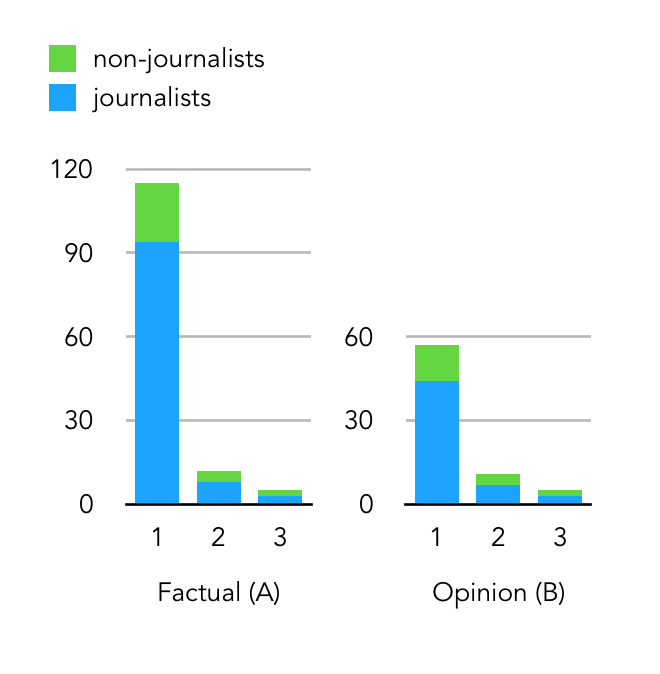 non-journalists
journalists
120
90
60
30
0
60
30
0
1 2 3
1 2 3
Factual (A)
Opinion (B)